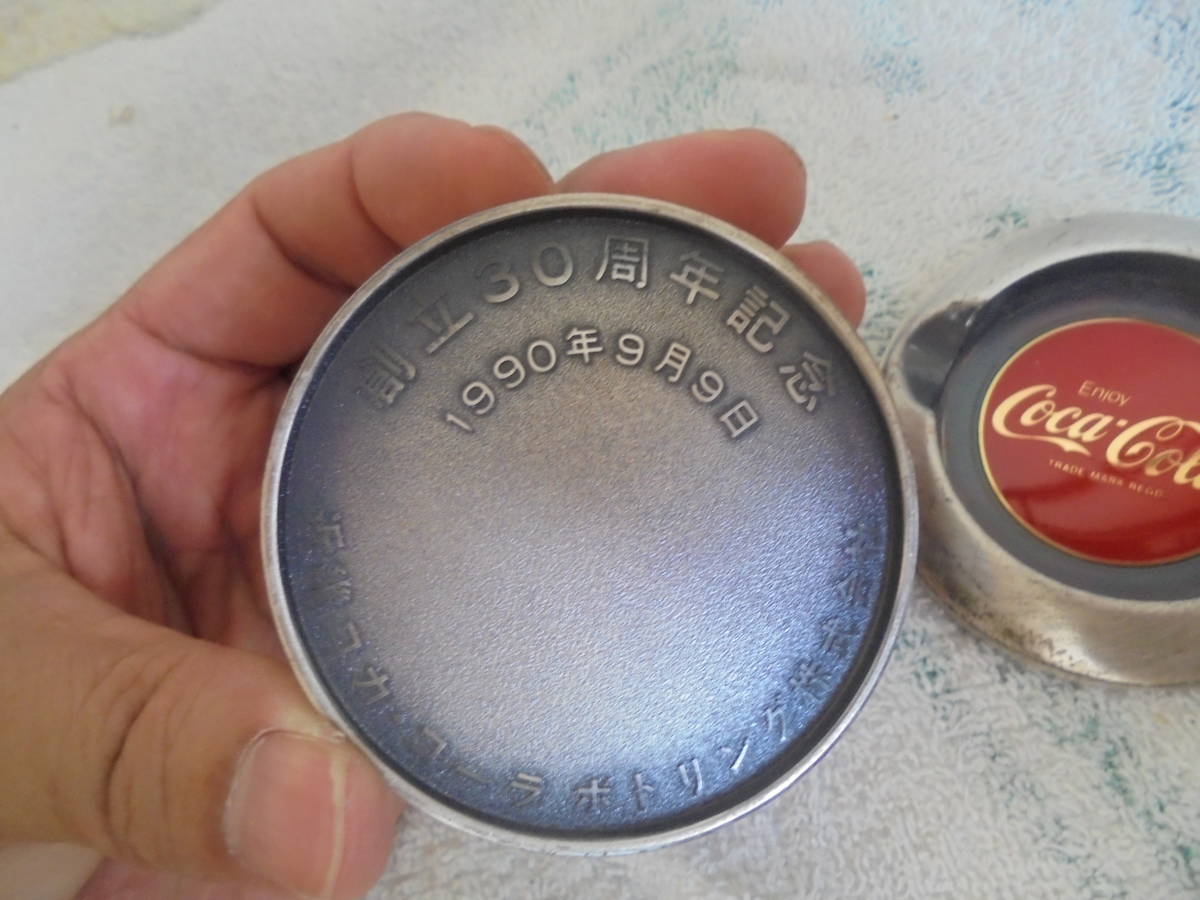 創立30周年記念
1990年9月9日
コカ・コーラボトリング株式会社
Enjoy
Coca-Cola
TRADE MARK REGD